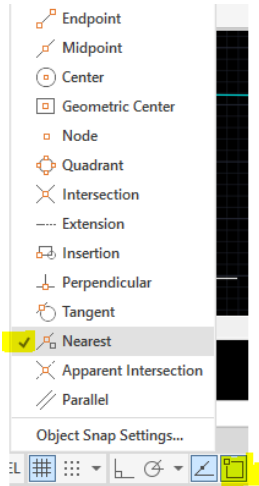 Endpoint
Midpoint
Center
Geometric Center
Node
Quadrant
Intersection
Extension
Insertion
Perpendicular
Tangent
Nearest
Apparent Intersection
Parallel
Object Snap Settings...
EL